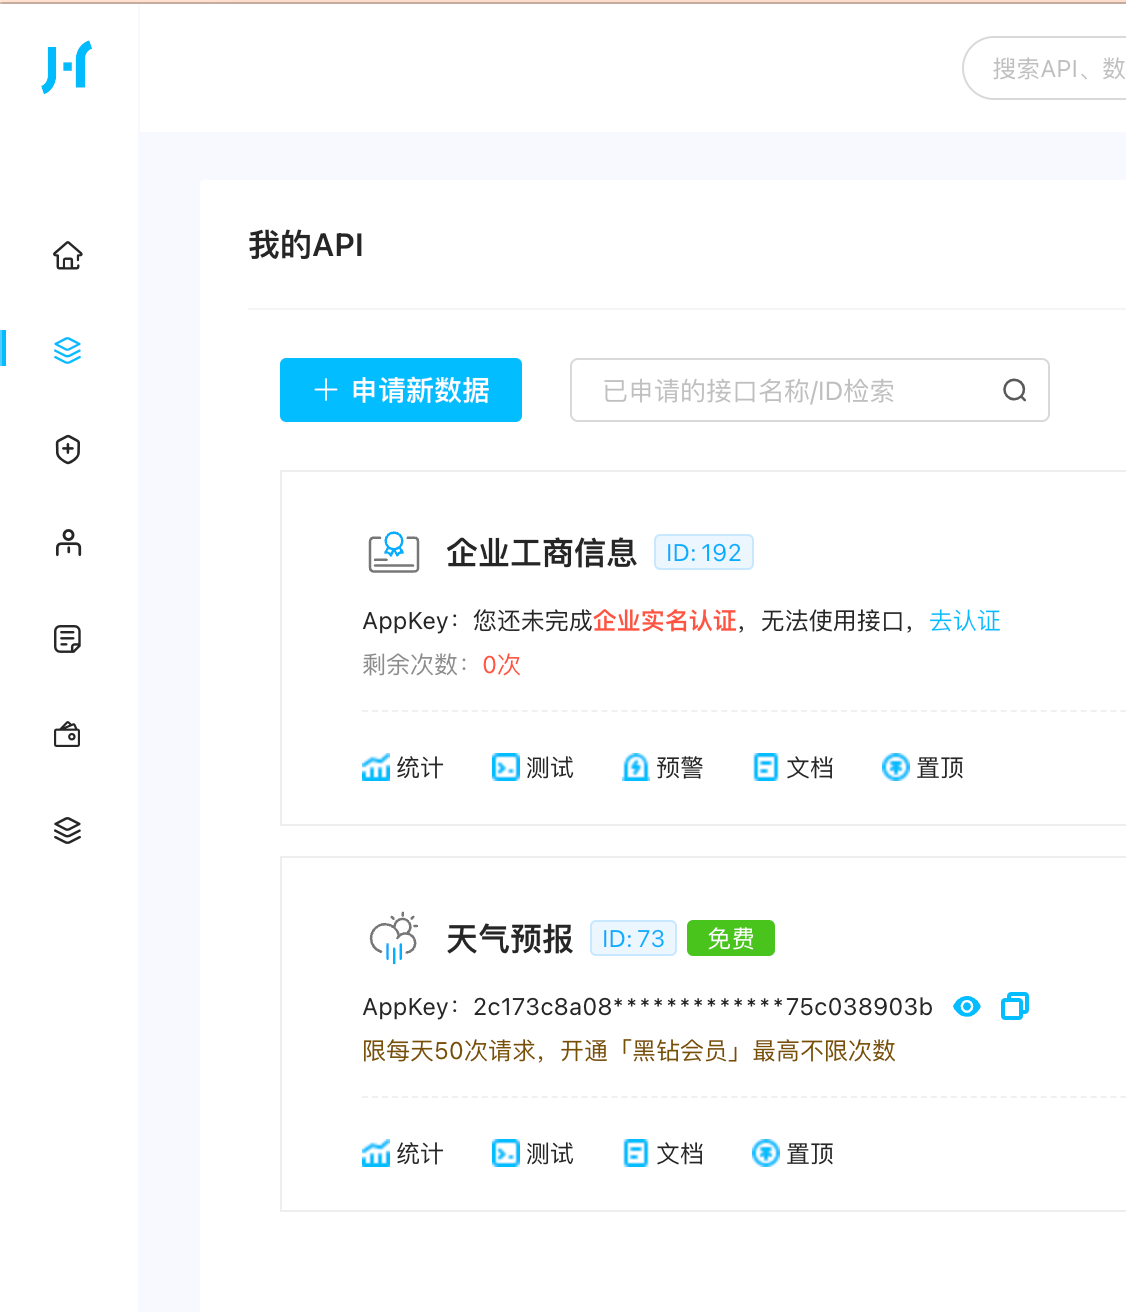 搜索API、数
我的API
申请新数据
已申请的接口名称/ID检索
企业工商信息 ID: 192
AppKey：您还未完成企业实名认证，无法使用接口，去认证
剩余次数：0次
统计 测试 预警 文档 置顶
天气预报 ID: 73 免费
AppKey：2c173c8a08*************75c038903b
限每天50次请求，开通「黑钻会员」最高不限次数
统计 测试 文档 置顶